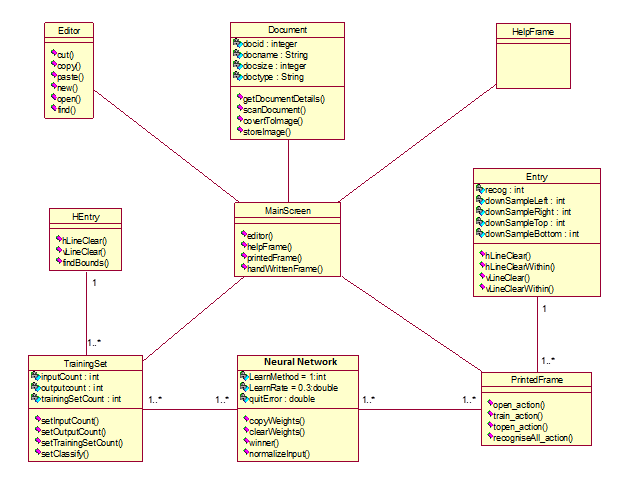 Editor
cut()
copy()
paste()
new()
open()
find()
Document
docid : integer
docname : String
docsize : integer
doctype : String
getDocumentDetails()
scanDocument()
covertToImage()
storeImage()
HelpFrame
HEntry
hLineClear()
vLineClear()
findBounds()
MainScreen
editor()
helpFrame()
printedFrame()
handWrittenFrame()
Entry
recog : int
downSampleLeft : int
downSampleRight : int
downSampleTop : int
downSampleBottom : int
hLineClear()
hLineClearWithin()
vLineClear()
vLineClearWithin()
1
1..*
1
1..*
TrainingSet
inputCount : int
outputcount : int
trainingSetCount : int
setInputCount()
setOutputCount()
setTrainingSetCount()
setClassify()
1..*
1..*
Neural Network
LearnMethod = 1:int
LearnRate = 0.3:double
quitError : double
copyWeights()
clearWeights()
winner()
normalizeInput()
1..*
1..*
PrintedFrame
open_action()
train_action()
topen_action()
recogniseAll_action()